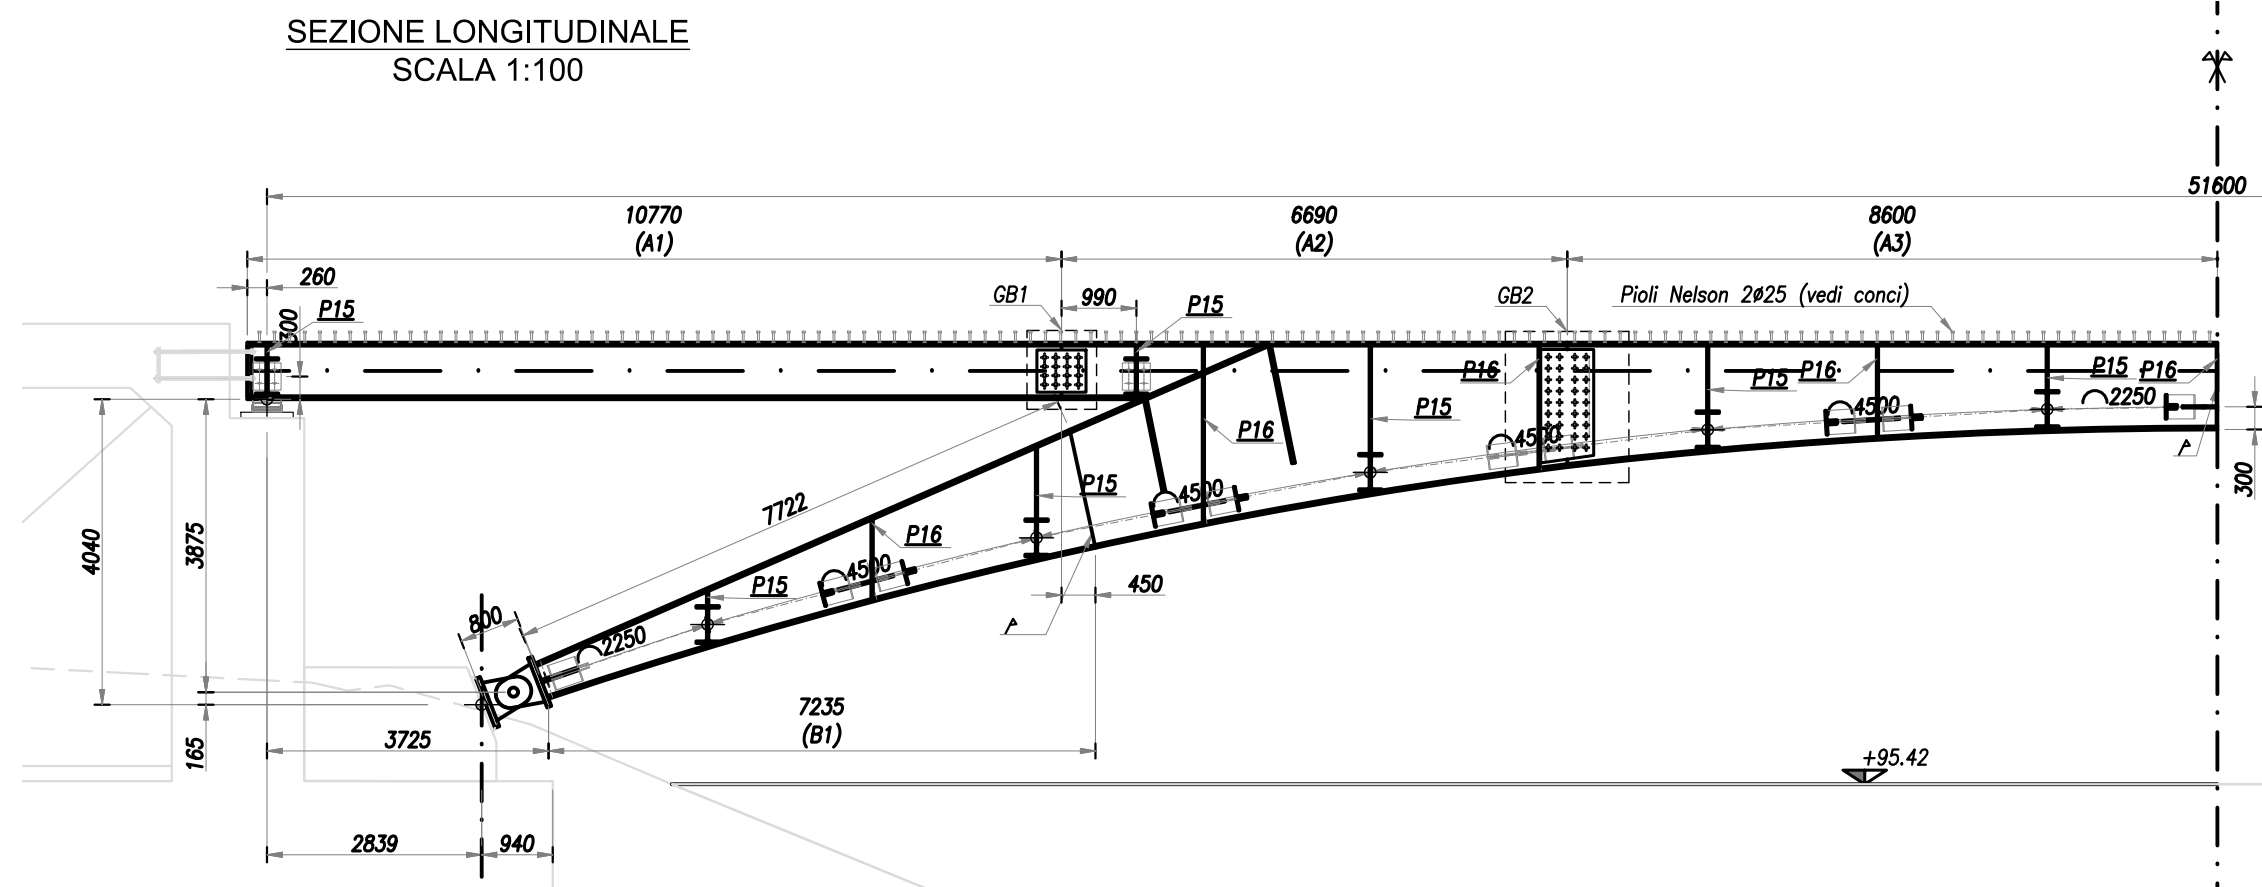 SEZIONE LONGITUDINALE
SCALA 1:100
51600
10770
(A1)
6690
(A2)
8600
(A3)
260
P15
300
GB1
990
P15
GB2
Pioli Nelson 2ø25 (vedi conci)
P16
P15
P16
P15
P16
P15
P16
4500
4500
2250
300
7722
P15
4500
P16
4500
P15
450
4040
3875
800
2250
165
3725
7235
(B1)
+95.42
2839
940